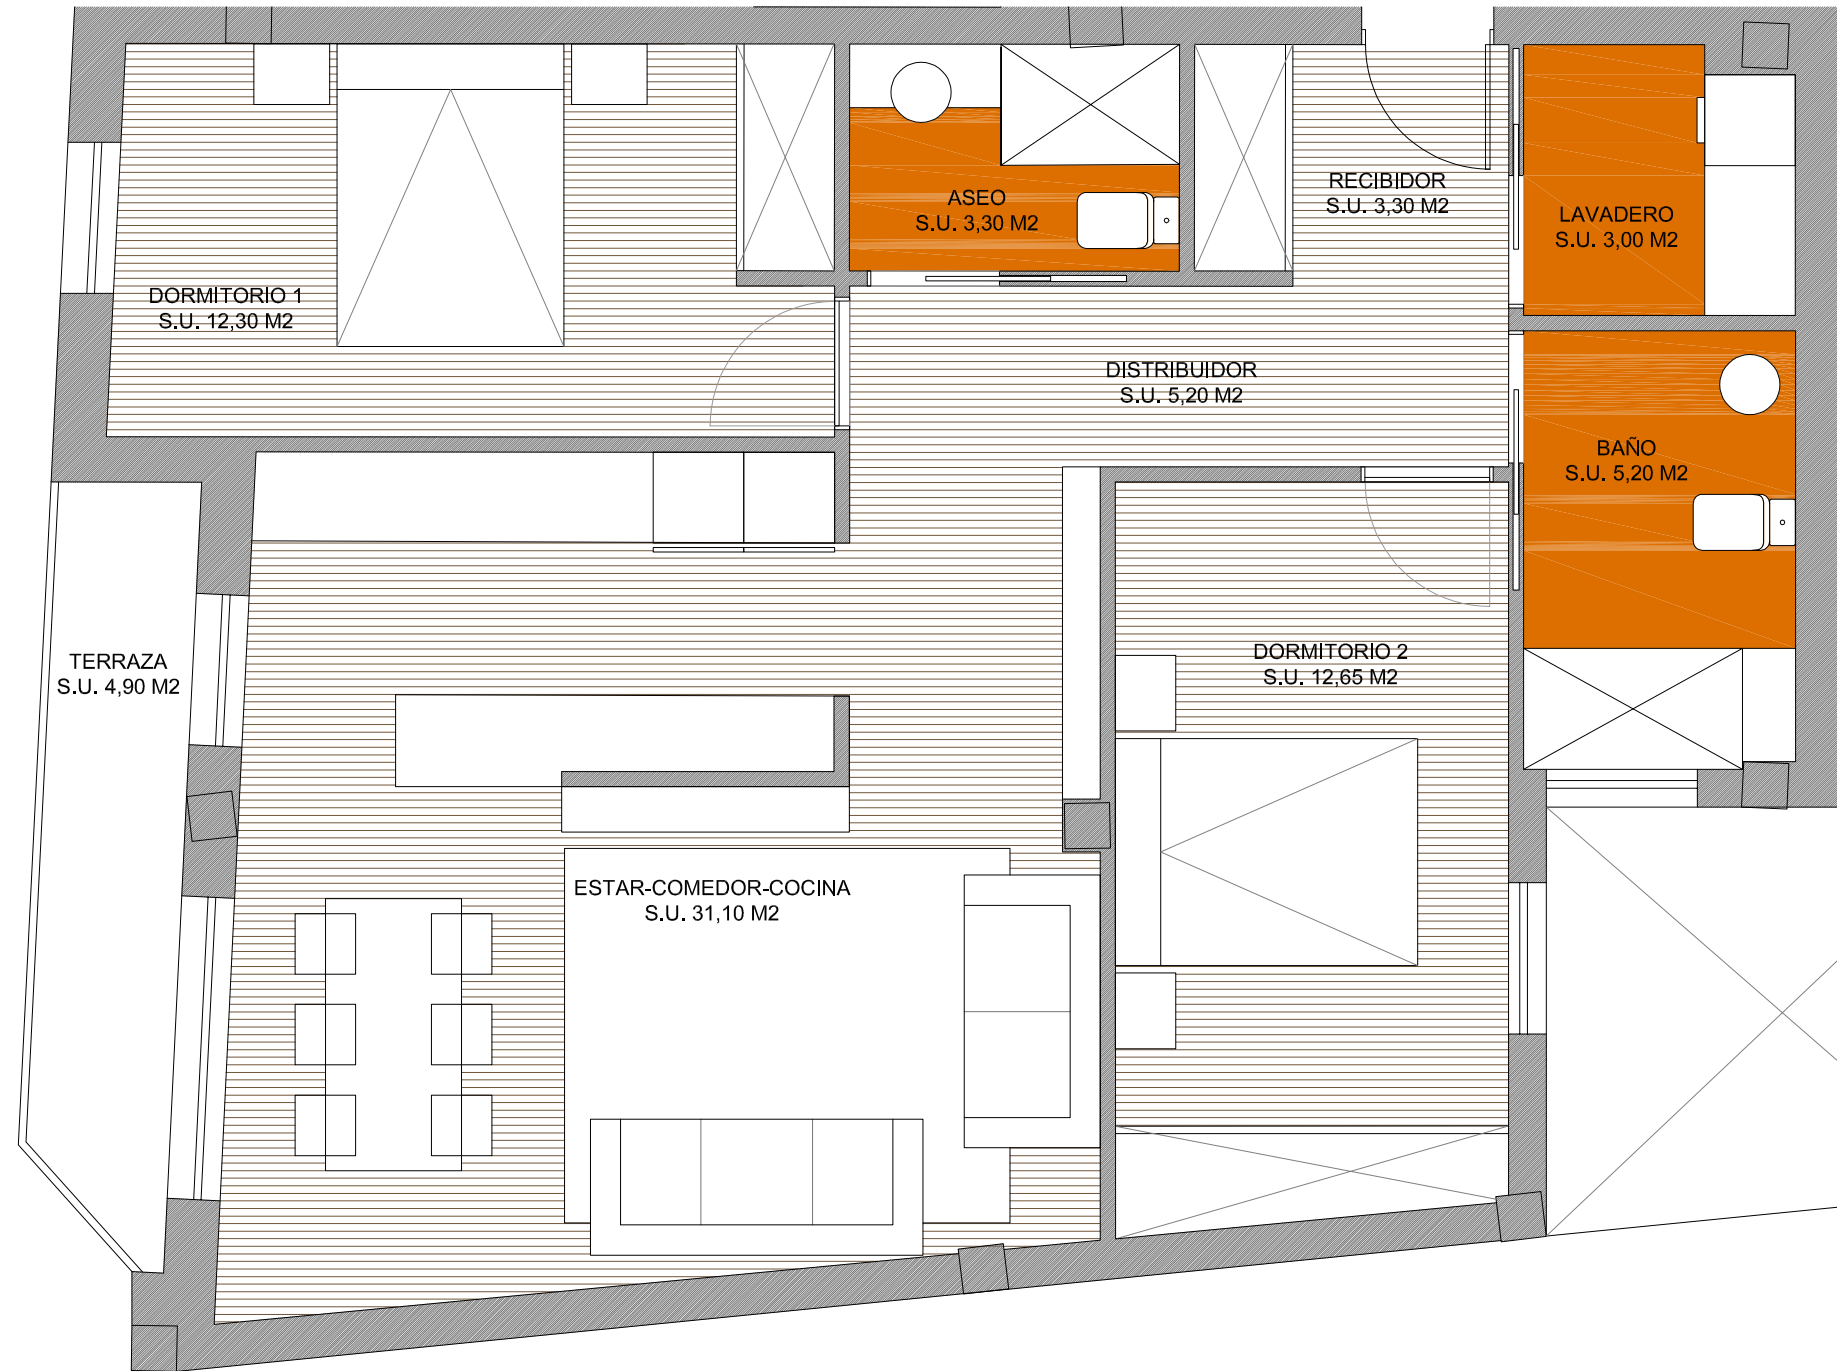 ASEO
S.U. 3,30 M2
RECIBIDOR
S.U. 3,30 M2
LAVADERO
S.U. 3,00 M2
DORMITORIO 1
S.U. 12,30 M2
DISTRIBUIDOR
S.U. 5,20 M2
BAÑO
S.U. 5,20 M2
TERRAZA
S.U. 4,90 M2
DORMITORIO 2
S.U. 12,65 M2
ESTAR-COMEDOR-COCINA
S.U. 31,10 M2